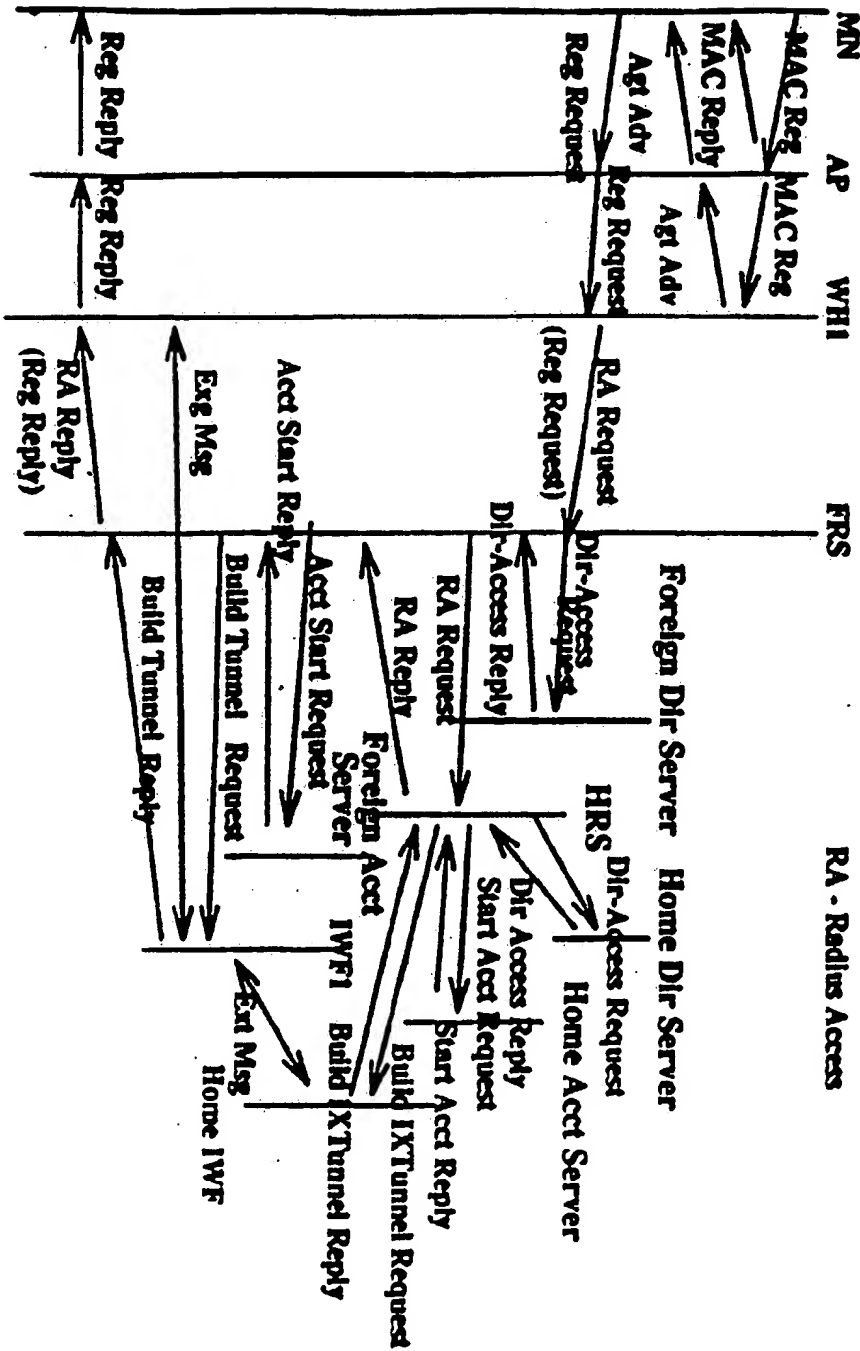 RA - Radius Access
MN
AP
WH1
FRS
Foreign Dir Server
Home Dir Server
MAC Reg
MAC Reg
MAC Reply
Agt Adv
Agt Adv
Reg Request
Reg Request
RA Request
(Reg Request)
Dir-Access
Request
Dir-Access Reply
HRS
Dir-Access Request
Home Acct Server
RA Request
Dir Access Reply
Start Acct Request
Start Acct Reply
RA Reply
Build IXTunnel Request
Foreign Acct
Server
IWF1
Build IXTunnel Reply
Acct Start Request
Acct Start Reply
Build Tunnel Request
Ext Msg
Home IWF
Exg Msg
Build Tunnel Reply
Reg Reply
Reg Reply
RA Reply
(Reg Reply)